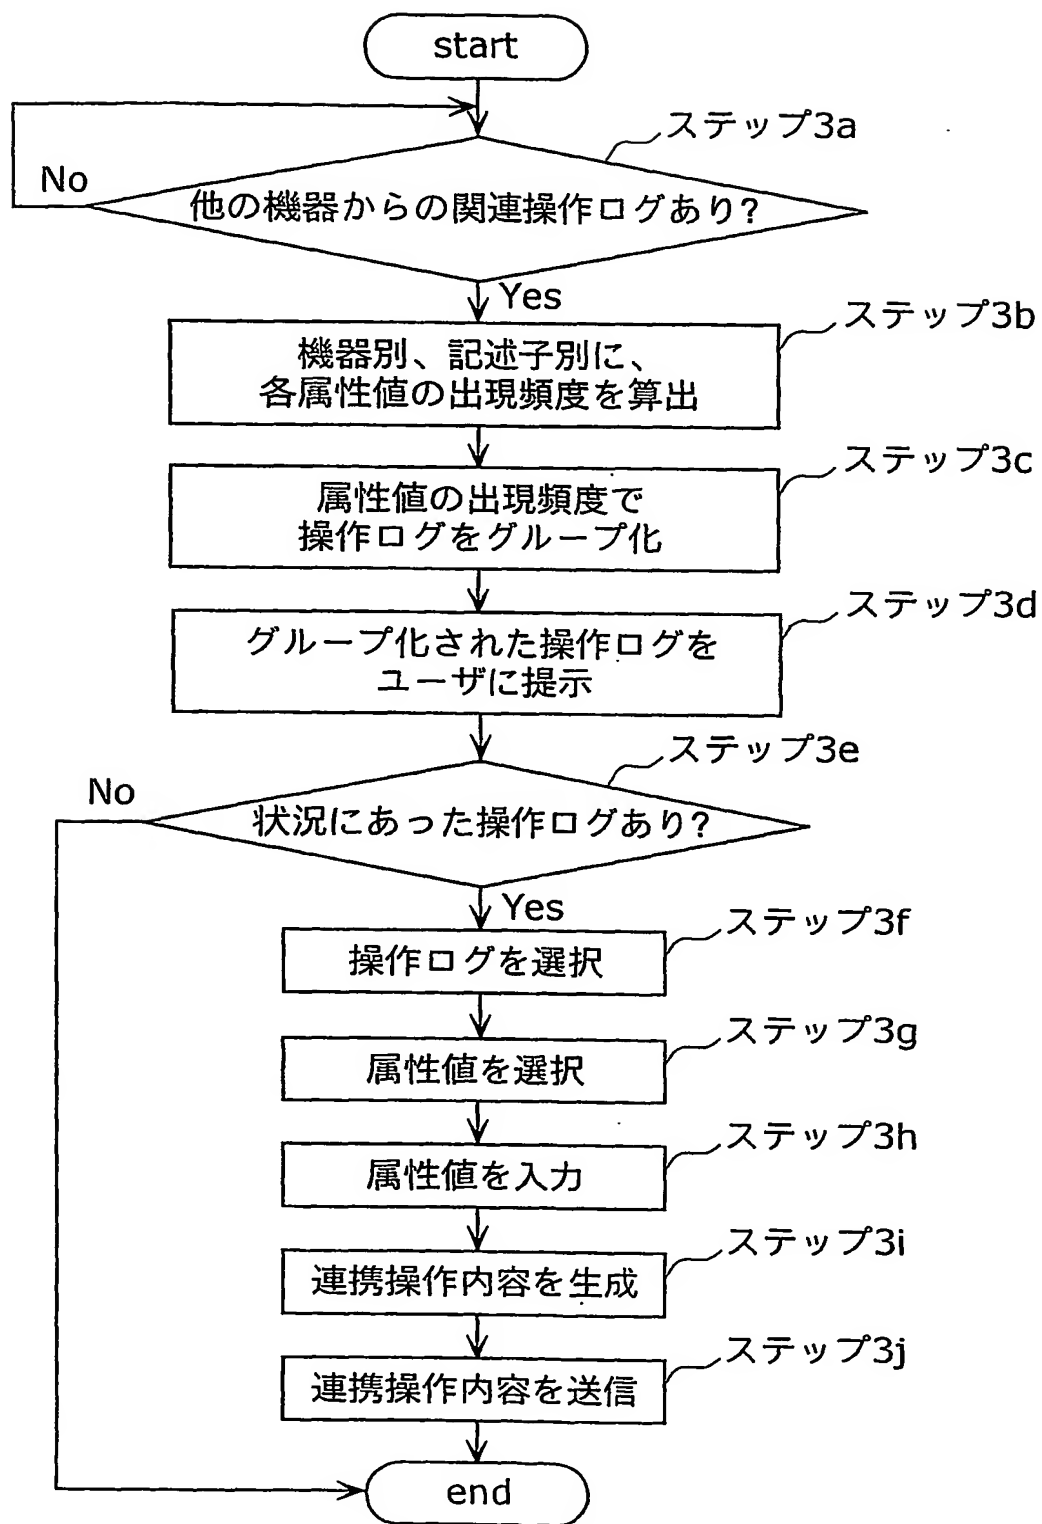 start
ステップ3a
No
他の機器からの関連操作ログあり?
Yes
ステップ3b
機器別、記述子別に、
各属性値の出現頻度を算出
ステップ3c
属性値の出現頻度で
操作ログをグループ化
ステップ3d
グループ化された操作ログを
ユーザに提示
ステップ3e
No
状況にあった操作ログあり?
Yes
ステップ3f
操作ログを選択
ステップ3g
属性値を選択
ステップ3h
属性値を入力
ステップ3i
連携操作内容を生成
ステップ3j
連携操作内容を送信
end